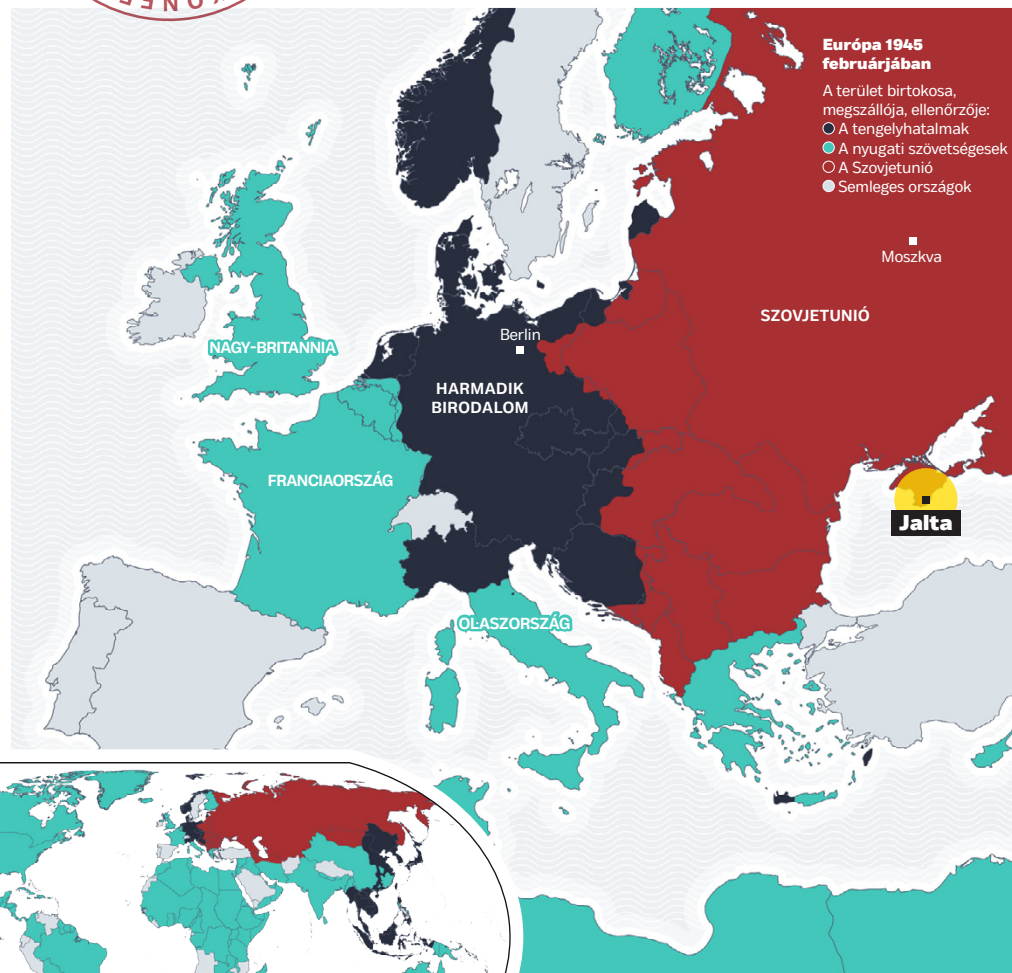 Európa 1945
februárjában
A terület birtokosa,
megszállója, ellenőrzője:
A tengelyhatalmak
A nyugati szövetségesek
A Szovjetunió
Semleges országok
Moszkva
SZOVJETUNIÓ
Berlin
NAGY-BRITANNIA
HARMADIK
BIRODALOM
FRANCIAORSZÁG
Jalta
OLASZORSZÁG